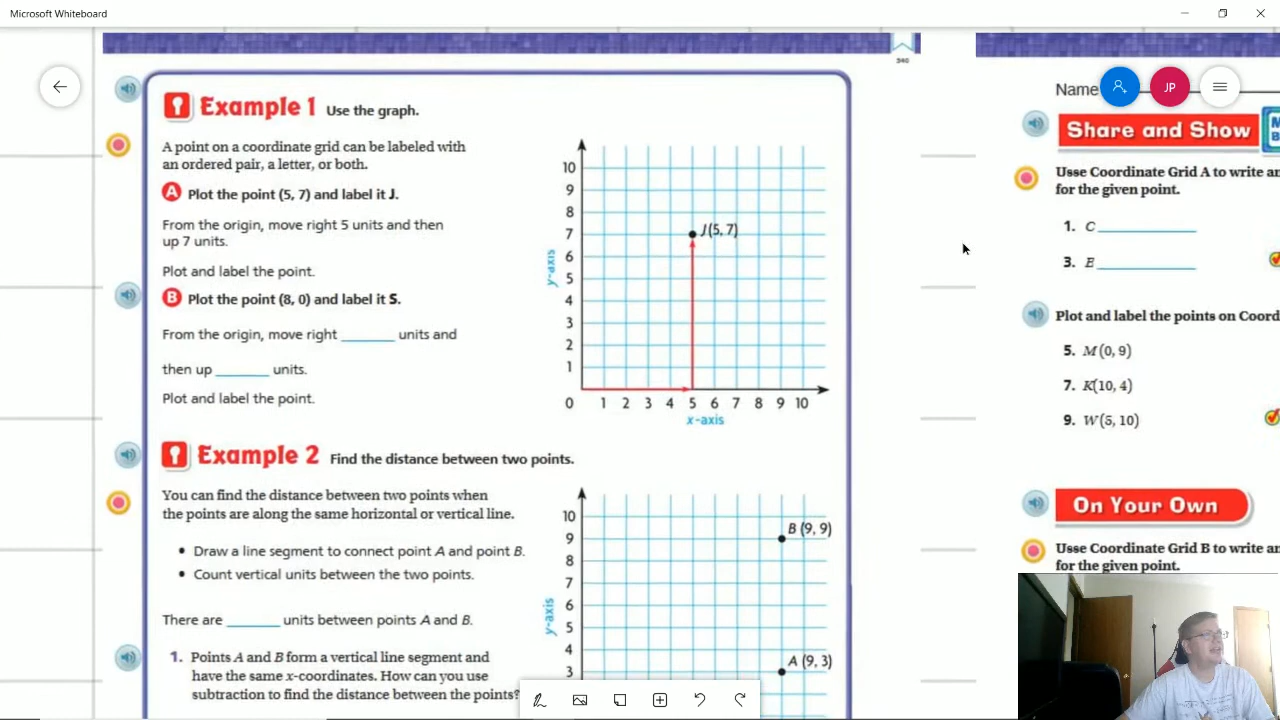 Microsoft Whiteboard
340
Example 1 Use the graph.
A point on a coordinate grid can be labeled with
an ordered pair, a letter, or both.
A Plot the point (5, 7) and label it J.
From the origin, move right 5 units and then
up 7 units.
Plot and label the point.
B Plot the point (8, 0) and label it S.
From the origin, move right ________ units and
then up ________ units.
Plot and label the point.
10
9
8
7
6
5
4
3
2
1
0 1 2 3 4 5 6 7 8 9 10
y-axis
x-axis
J(5, 7)
Example 2 Find the distance between two points.
You can find the distance between two points when
the points are along the same horizontal or vertical line.
• Draw a line segment to connect point A and point B.
• Count vertical units between the two points.
There are ________ units between points A and B.
1. Points A and B form a vertical line segment and
have the same x-coordinates. How can you use
subtraction to find the distance between the points?
10
9
8
7
6
5
4
3
y-axis
B (9, 9)
A (9, 3)
Name
JP
Share and Show
M
B
Usse Coordinate Grid A to write an
for the given point.
1. C ____________
3. E ____________
Plot and label the points on Coord
5. M(0, 9)
7. K(10, 4)
9. W(5, 10)
On Your Own
Usse Coordinate Grid B to write an
for the given point.